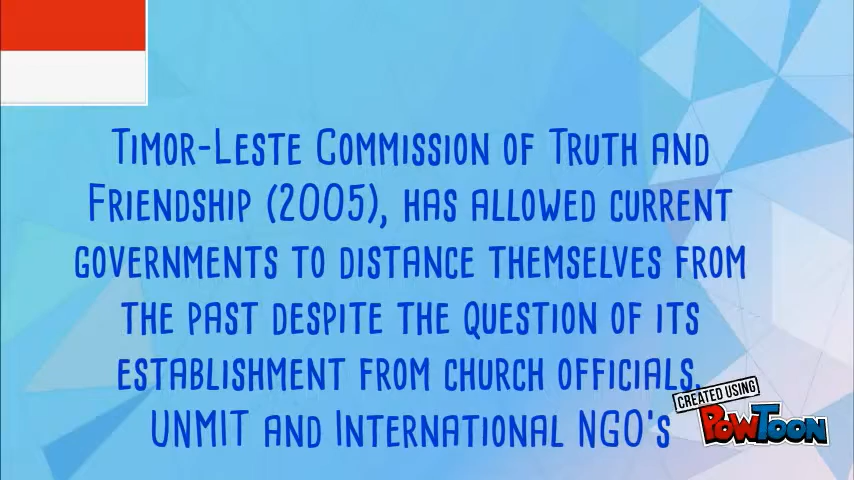 Timor-Leste Commission of Truth and
Friendship (2005), has allowed current
governments to distance themselves from
the past despite the question of its
establishment from church officials.
UNMIT and International NGO's
CREATED USING
PowToon